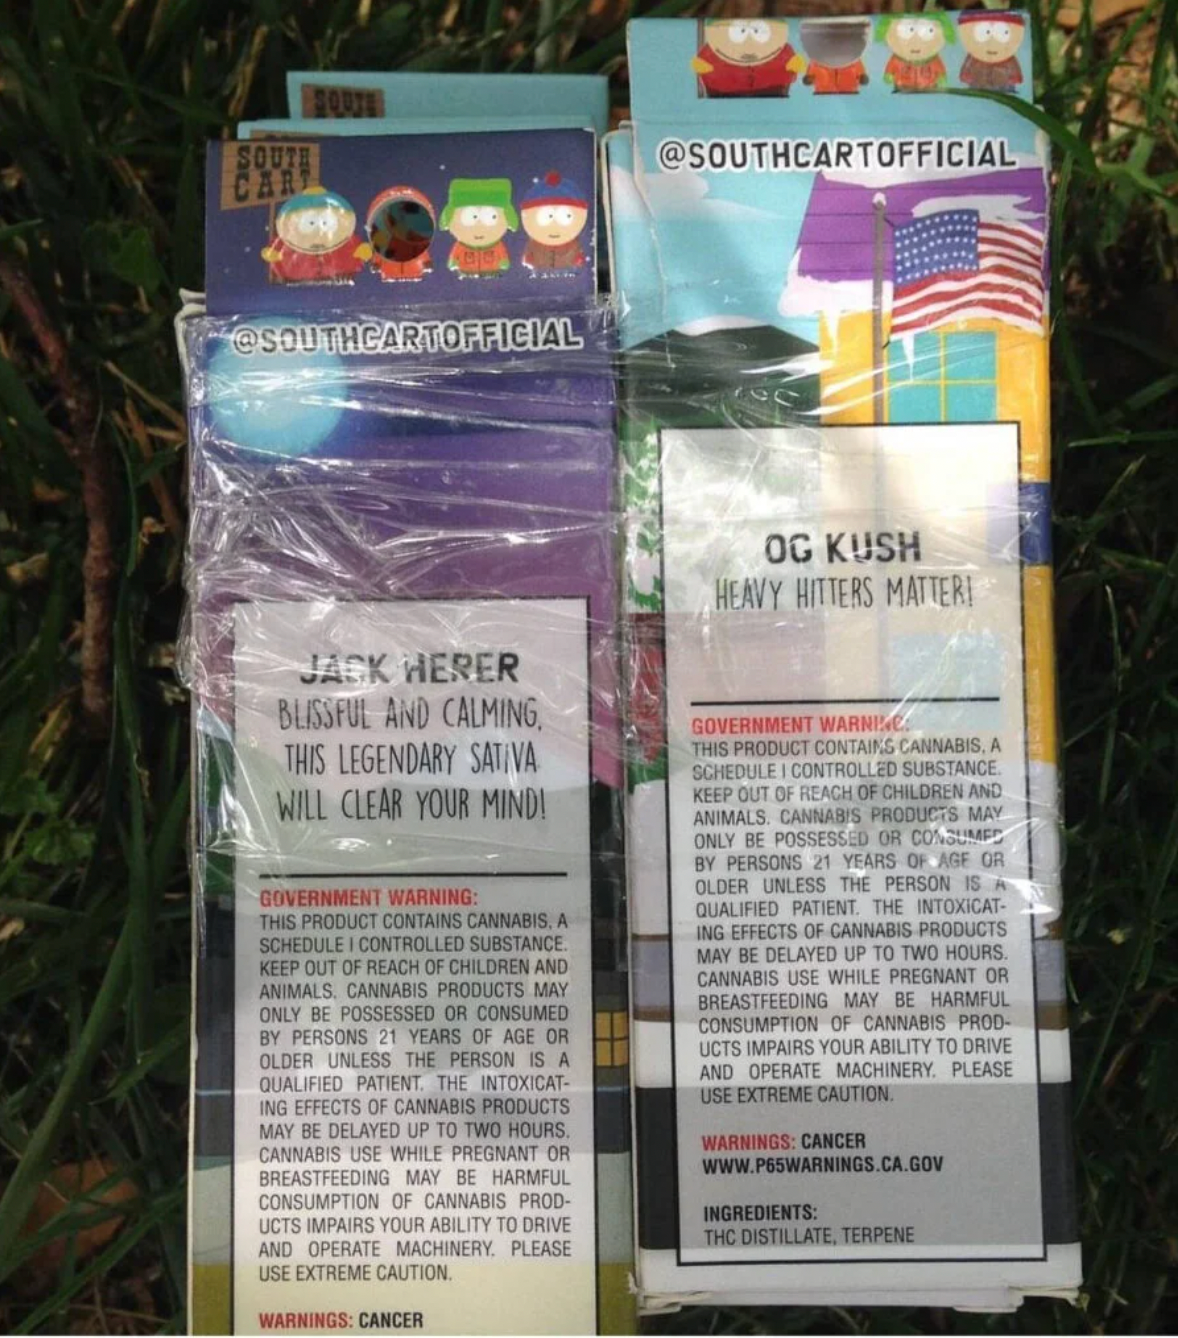 SOUTH
SOUTH
CART
@SOUTHCARTOFFICIAL
JACK HERER
BLISSFUL AND CALMING,
THIS LEGENDARY SATIVA
WILL CLEAR YOUR MIND!
GOVERNMENT WARNING:
THIS PRODUCT CONTAINS CANNABIS, A
SCHEDULE I CONTROLLED SUBSTANCE.
KEEP OUT OF REACH OF CHILDREN AND
ANIMALS. CANNABIS PRODUCTS MAY
ONLY BE POSSESSED OR CONSUMED
BY PERSONS 21 YEARS OF AGE OR
OLDER UNLESS THE PERSON IS A
QUALIFIED PATIENT. THE INTOXICAT-
ING EFFECTS OF CANNABIS PRODUCTS
MAY BE DELAYED UP TO TWO HOURS.
CANNABIS USE WHILE PREGNANT OR
BREASTFEEDING MAY BE HARMFUL
CONSUMPTION OF CANNABIS PROD-
UCTS IMPAIRS YOUR ABILITY TO DRIVE
AND OPERATE MACHINERY. PLEASE
USE EXTREME CAUTION.
WARNINGS: CANCER
@SOUTHCARTOFFICIAL
OG KUSH
HEAVY HITTERS MATTER!
GOVERNMENT WARNING:
THIS PRODUCT CONTAINS CANNABIS, A
SCHEDULE I CONTROLLED SUBSTANCE.
KEEP OUT OF REACH OF CHILDREN AND
ANIMALS. CANNABIS PRODUCTS MAY
ONLY BE POSSESSED OR CONSUMED
BY PERSONS 21 YEARS OF AGE OR
OLDER UNLESS THE PERSON IS A
QUALIFIED PATIENT. THE INTOXICAT-
ING EFFECTS OF CANNABIS PRODUCTS
MAY BE DELAYED UP TO TWO HOURS.
CANNABIS USE WHILE PREGNANT OR
BREASTFEEDING MAY BE HARMFUL
CONSUMPTION OF CANNABIS PROD-
UCTS IMPAIRS YOUR ABILITY TO DRIVE
AND OPERATE MACHINERY. PLEASE
USE EXTREME CAUTION.
WARNINGS: CANCER
WWW.P65WARNINGS.CA.GOV
INGREDIENTS:
THC DISTILLATE, TERPENE